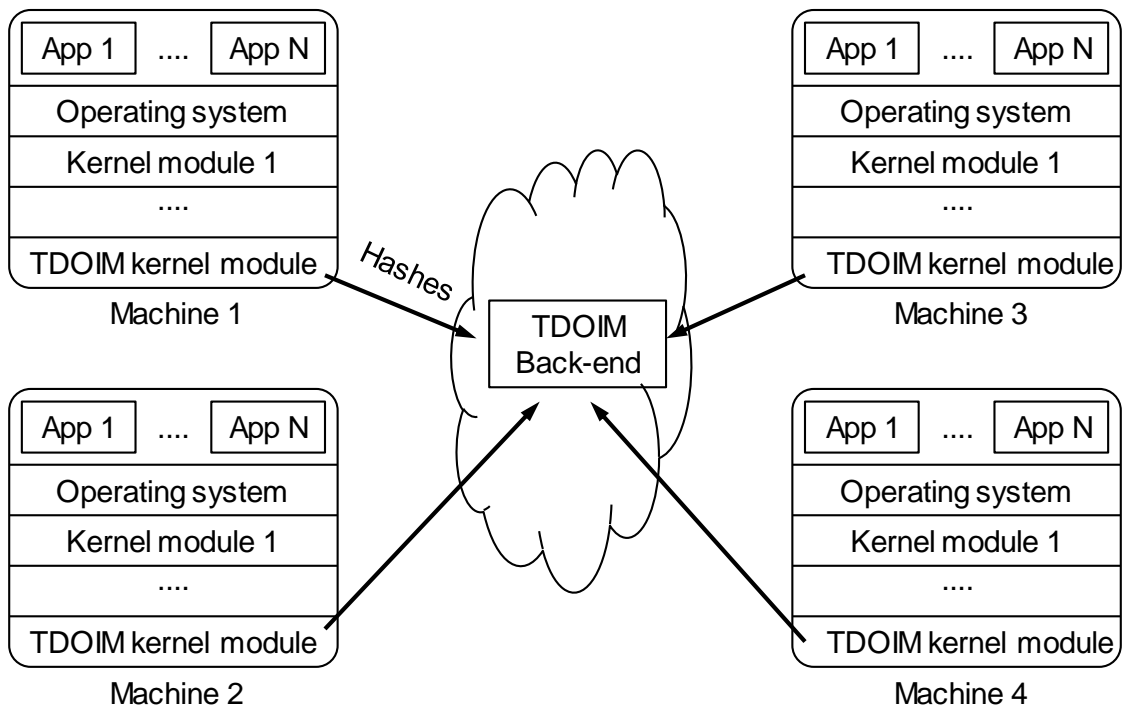 App 1 .... App N
Operating system
Kernel module 1
....
TDOIM kernel module
Machine 1
Hashes
TDOIM
Back-end
App 1 .... App N
Operating system
Kernel module 1
....
TDOIM kernel module
Machine 3
App 1 .... App N
Operating system
Kernel module 1
....
TDOIM kernel module
Machine 2
App 1 .... App N
Operating system
Kernel module 1
....
TDOIM kernel module
Machine 4